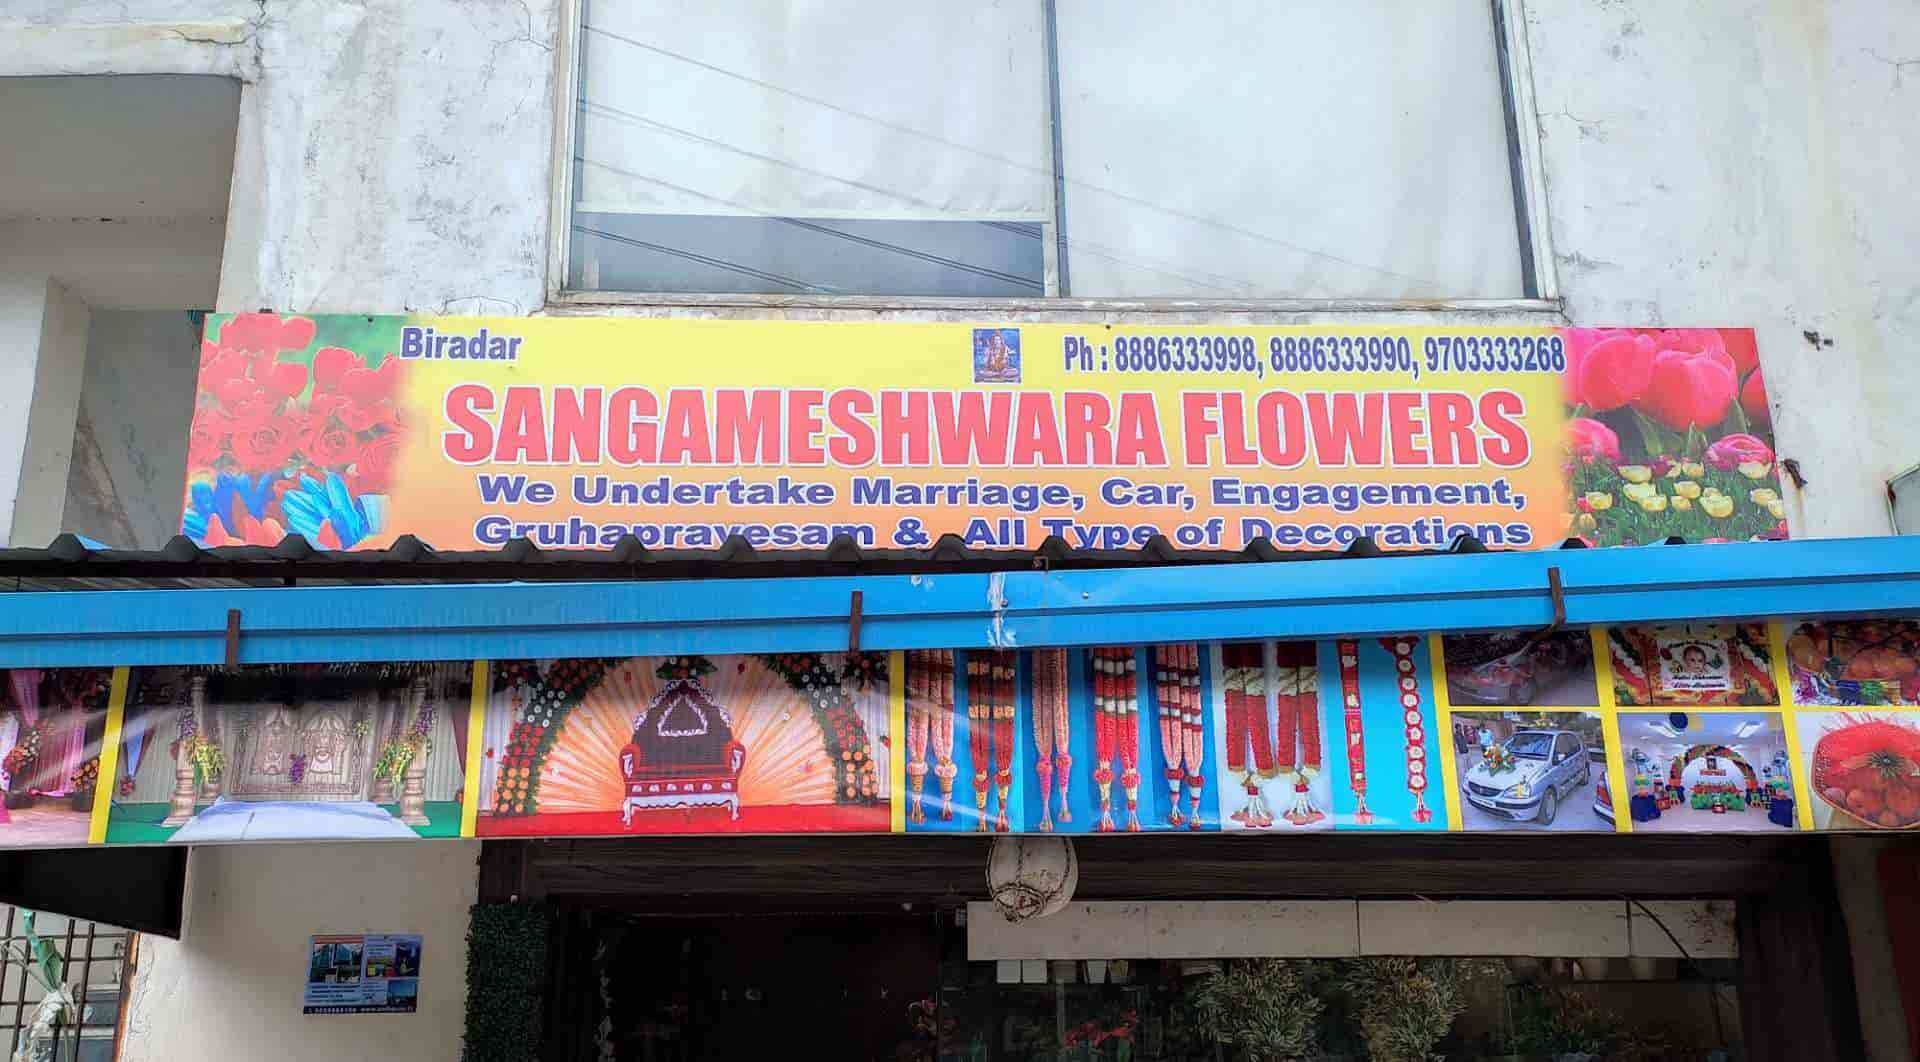 Biradar
Ph : 8886333998, 8886333990, 9703333268
SANGAMESHWARA FLOWERS
We Undertake Marriage, Car, Engagement,
Gruhapravesam & All Type of Decorations